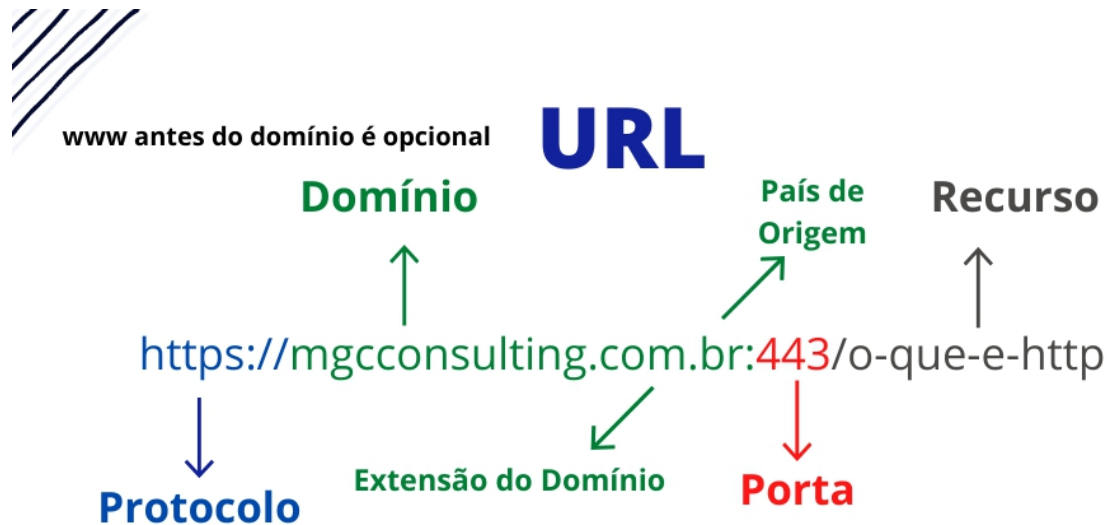 www antes do domínio é opcional
URL
Domínio
País de
Origem
Recurso
https://mgcconsulting.com.br:443/o-que-e-http
Protocolo
Extensão do Domínio
Porta